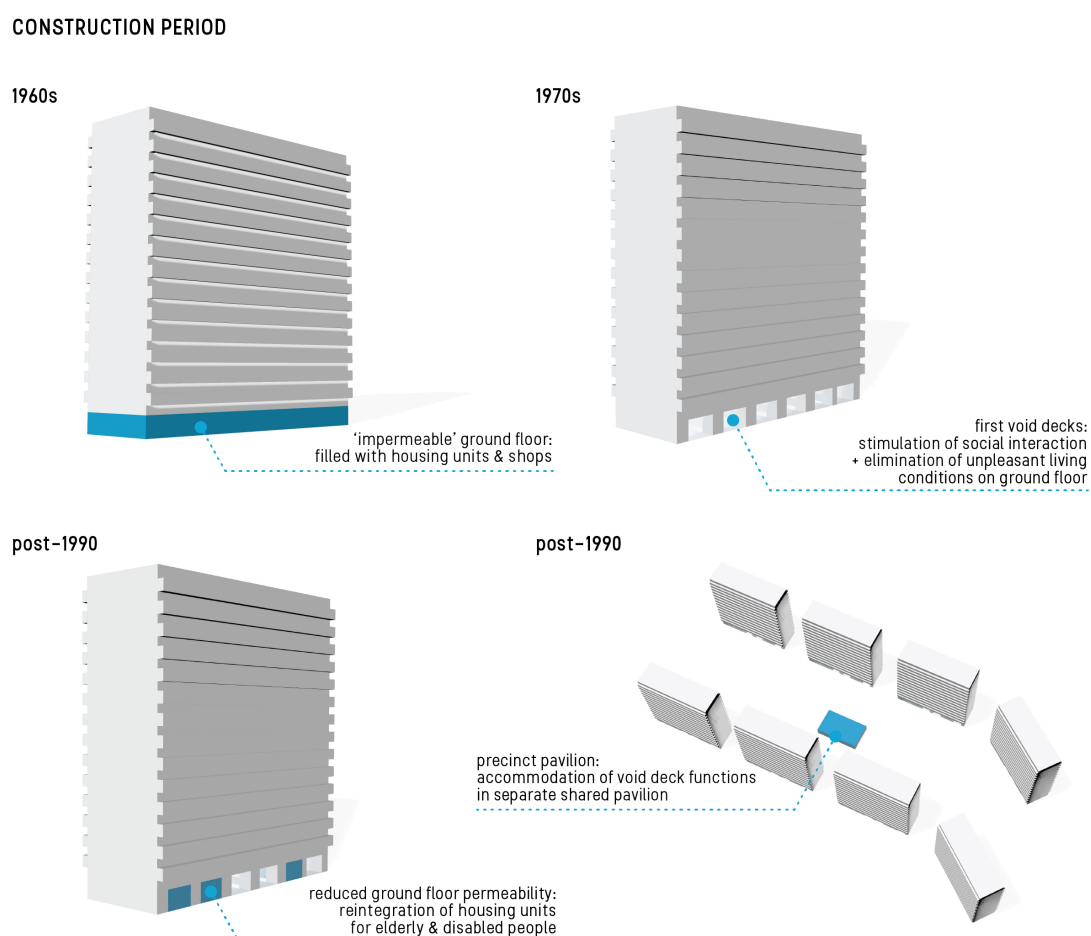 CONSTRUCTION PERIOD
1960s
1970s
‘impermeable’ ground floor:
filled with housing units & shops
first void decks:
stimulation of social interaction
+ elimination of unpleasant living
conditions on ground floor
post-1990
post-1990
precinct pavilion:
accommodation of void deck functions
in separate shared pavilion
reduced ground floor permeability:
reintegration of housing units
for elderly & disabled people